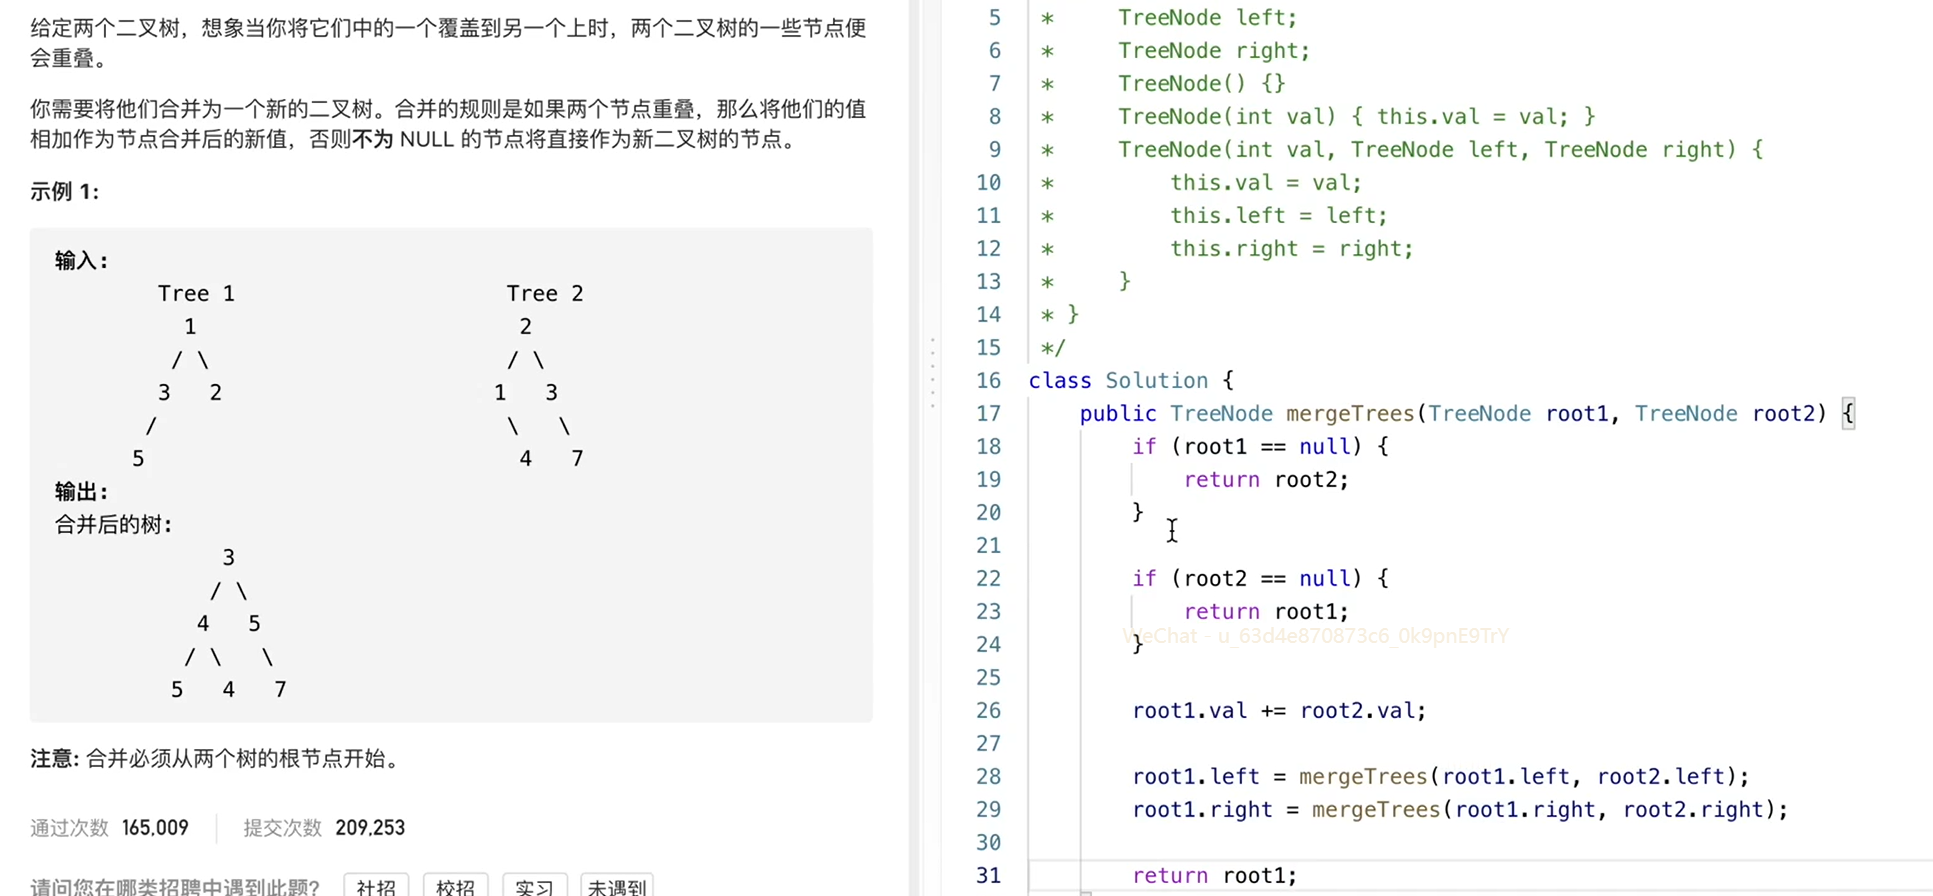 给定两个二叉树，想象当你将它们中的一个覆盖到另一个上时，两个二叉树的一些节点便
会重叠。
你需要将他们合并为一个新的二叉树。合并的规则是如果两个节点重叠，那么将他们的值
相加作为节点合并后的新值，否则不为 NULL 的节点将直接作为新二叉树的节点。
示例 1:
输入:
Tree 1 Tree 2
1 2
/ \ / \
3 2 1 3
/ \ \
5 4 7
输出:
合并后的树:
3
/ \
4 5
/ \ \
5 4 7
注意: 合并必须从两个树的根节点开始。
通过次数 165,009 提交次数 209,253
请问您在哪类招聘中遇到此题? 社招 校招 实习 未遇到
5 * TreeNode left;
6 * TreeNode right;
7 * TreeNode() {}
8 * TreeNode(int val) { this.val = val; }
9 * TreeNode(int val, TreeNode left, TreeNode right) {
10 * this.val = val;
11 * this.left = left;
12 * this.right = right;
13 * }
14 * }
15 */
16 class Solution {
17 public TreeNode mergeTrees(TreeNode root1, TreeNode root2) {
18 if (root1 == null) {
19 return root2;
20 }
21
22 if (root2 == null) {
23 return root1;
WeChat - u_63d4e870873c6_0k9pnE9TrY
24 }
25
26 root1.val += root2.val;
27
28 root1.left = mergeTrees(root1.left, root2.left);
29 root1.right = mergeTrees(root1.right, root2.right);
30
31 return root1;